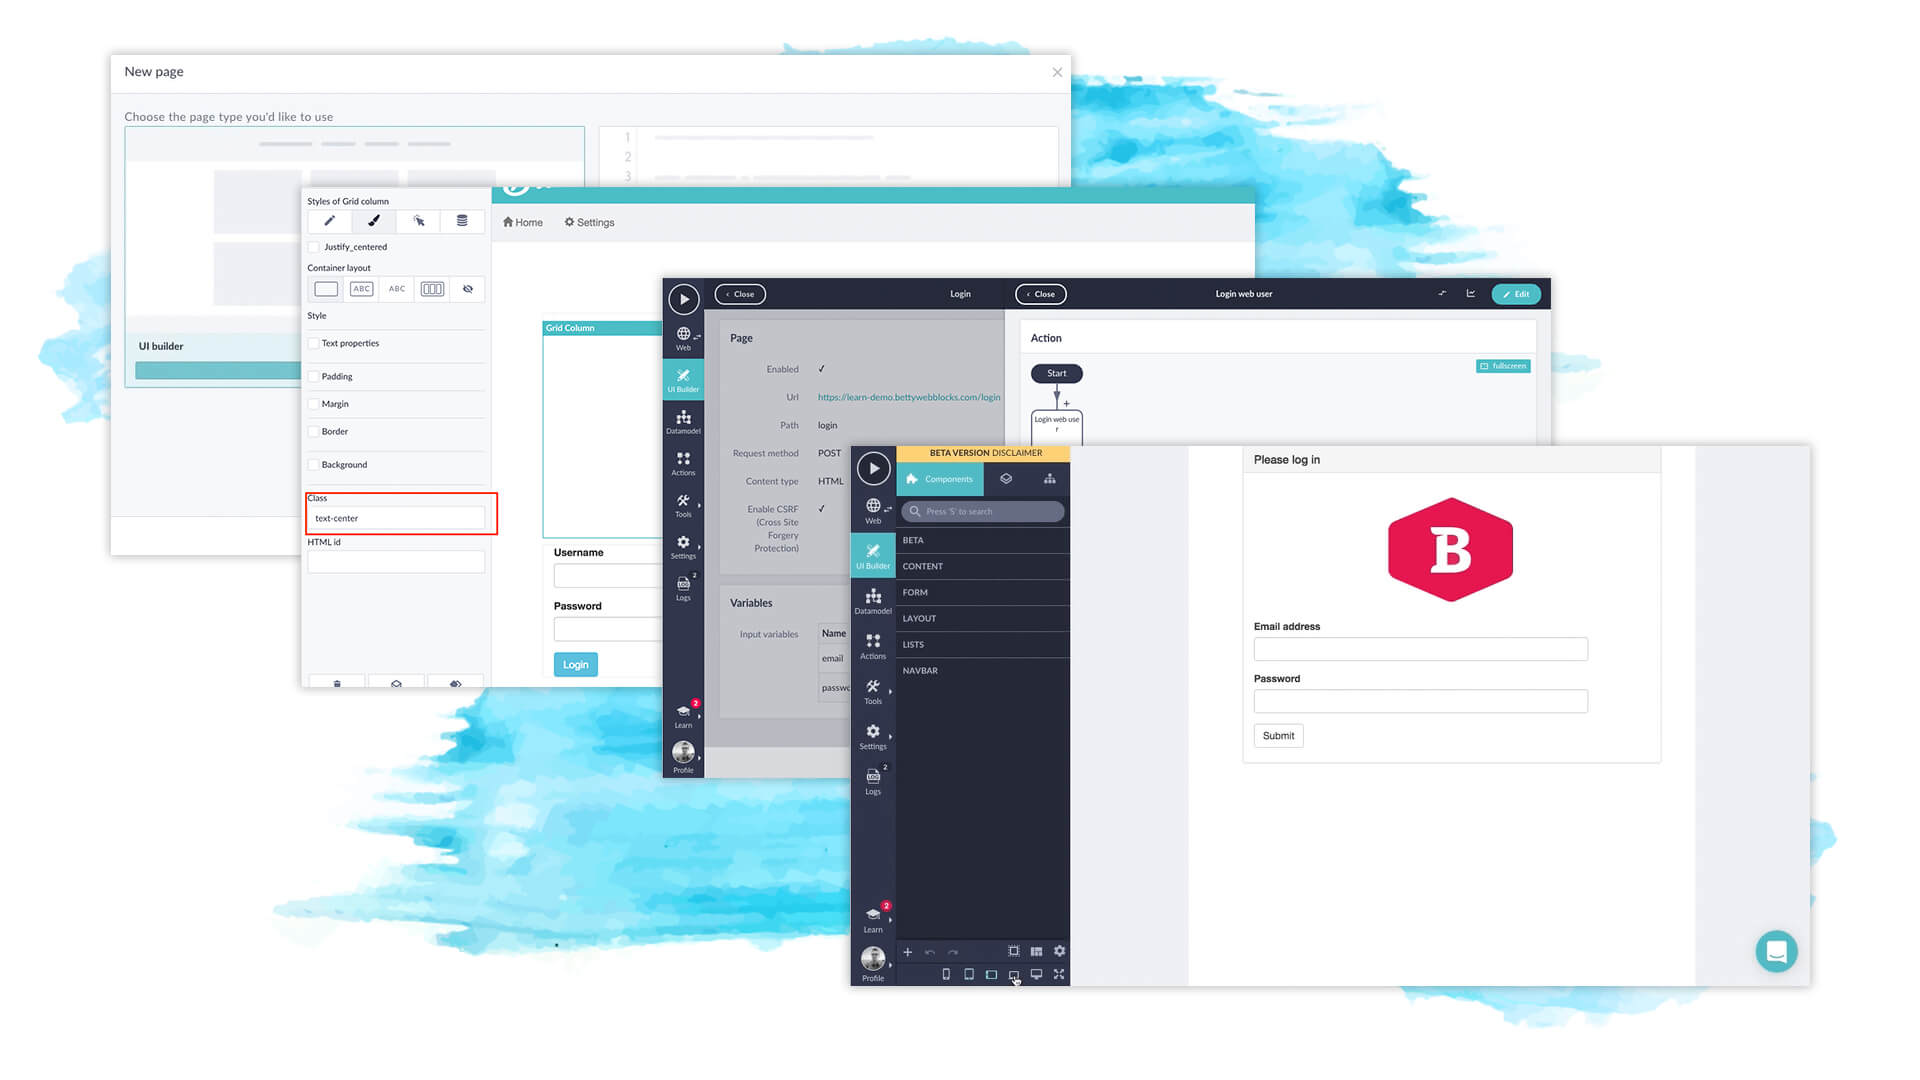 New page
Choose the page type you'd like to use
1
2
3
UI builder
Styles of Grid column
Justify_centered
Container layout
ABC
ABC
Style
Text properties
Padding
Margin
Border
Background
Class
text-center
HTML id
Home
Settings
Grid Column
Username
Password
Login
Close
Login
Close
Login web user
Edit
Web
UI Builder
Datamodel
Actions
Tools
Settings
2
LOG
Logs
2
Learn
Profile
Page
Enabled ✓
Url https://learn-demo.bettywebblocks.com/login
Path login
Request method POST
Content type HTML
Enable CSRF ✓
(Cross Site
Forgery
Protection)
Variables
Input variables
Name
email
Action
fullscreen
Start
Login web use
r
BETA VERSION DISCLAIMER
Components
Press 'S' to search
BETA
CONTENT
FORM
LAYOUT
LISTS
NAVBAR
Web
UI Builder
Datamodel
Actions
Tools
Settings
2
LOG
Logs
2
Learn
Profile
Please log in
B
Email address
Password
Submit